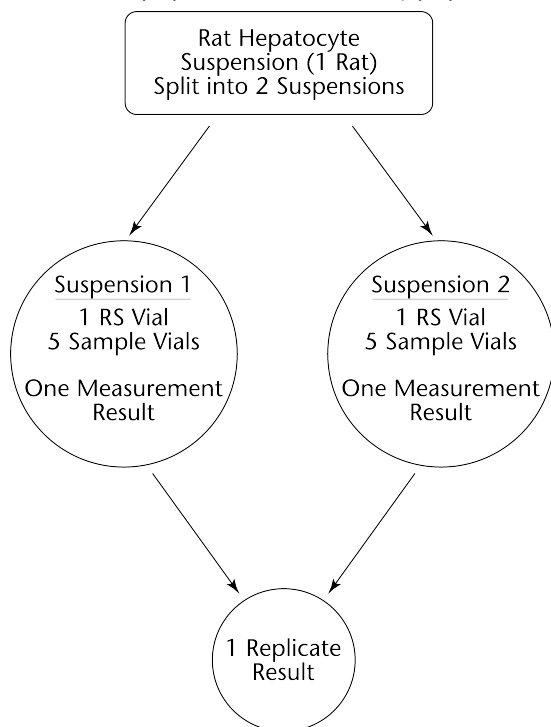 Rat Hepatocyte
Suspension (1 Rat)
Split into 2 Suspensions
Suspension 1
1 RS Vial
5 Sample Vials
One Measurement
Result
Suspension 2
1 RS Vial
5 Sample Vials
One Measurement
Result
1 Replicate
Result